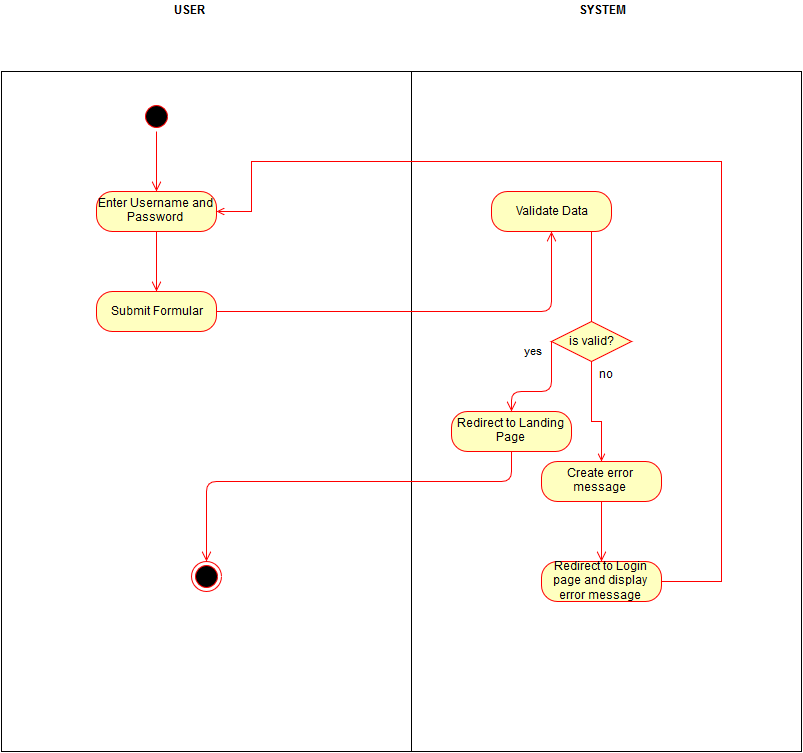 USER
SYSTEM
Enter Username and
Password
Validate Data
Submit Formular
is valid?
yes
no
Redirect to Landing
Page
Create error
message
Redirect to Login
page and display
error message